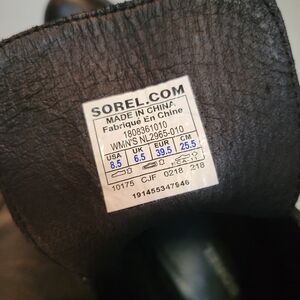 SOREL.COM
MADE IN CHINA
Fabriqué En Chine
1808361010
WMN'S NL2965-010
USA UK EUR CM
8.5 6.5 39.5 25.5
10175 CJF 0218 218
191455347946